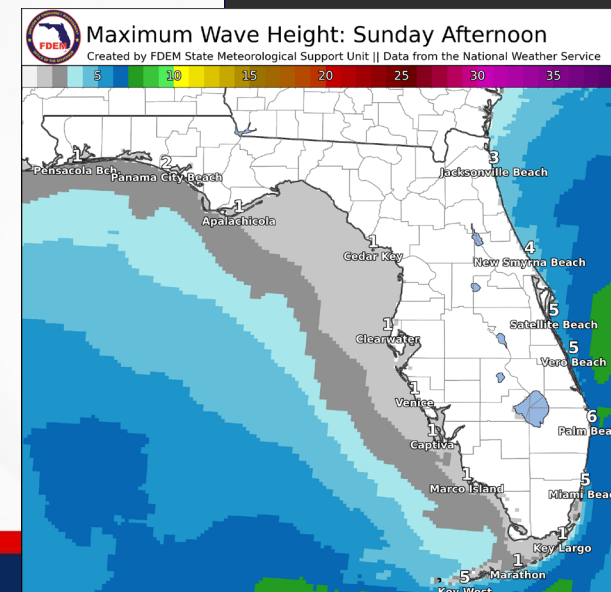 FDEM
Maximum Wave Height: Sunday Afternoon
Created by FDEM State Meteorological Support Unit || Data from the National Weather Service
5 10 15 20 25 30 35
3
Jacksonville Beach
1
Pensacola Bch.
2
Panama City Beach
1
Apalachicola
1
Cedar Key
4
New Smyrna Beach
5
Satellite Beach
1
Clearwater
5
Vero Beach
1
Venice
6
Palm Bea
1
Captiva
1
Marco Island
5
Miami Beac
1
Key Largo
1
Marathon
5
Key West